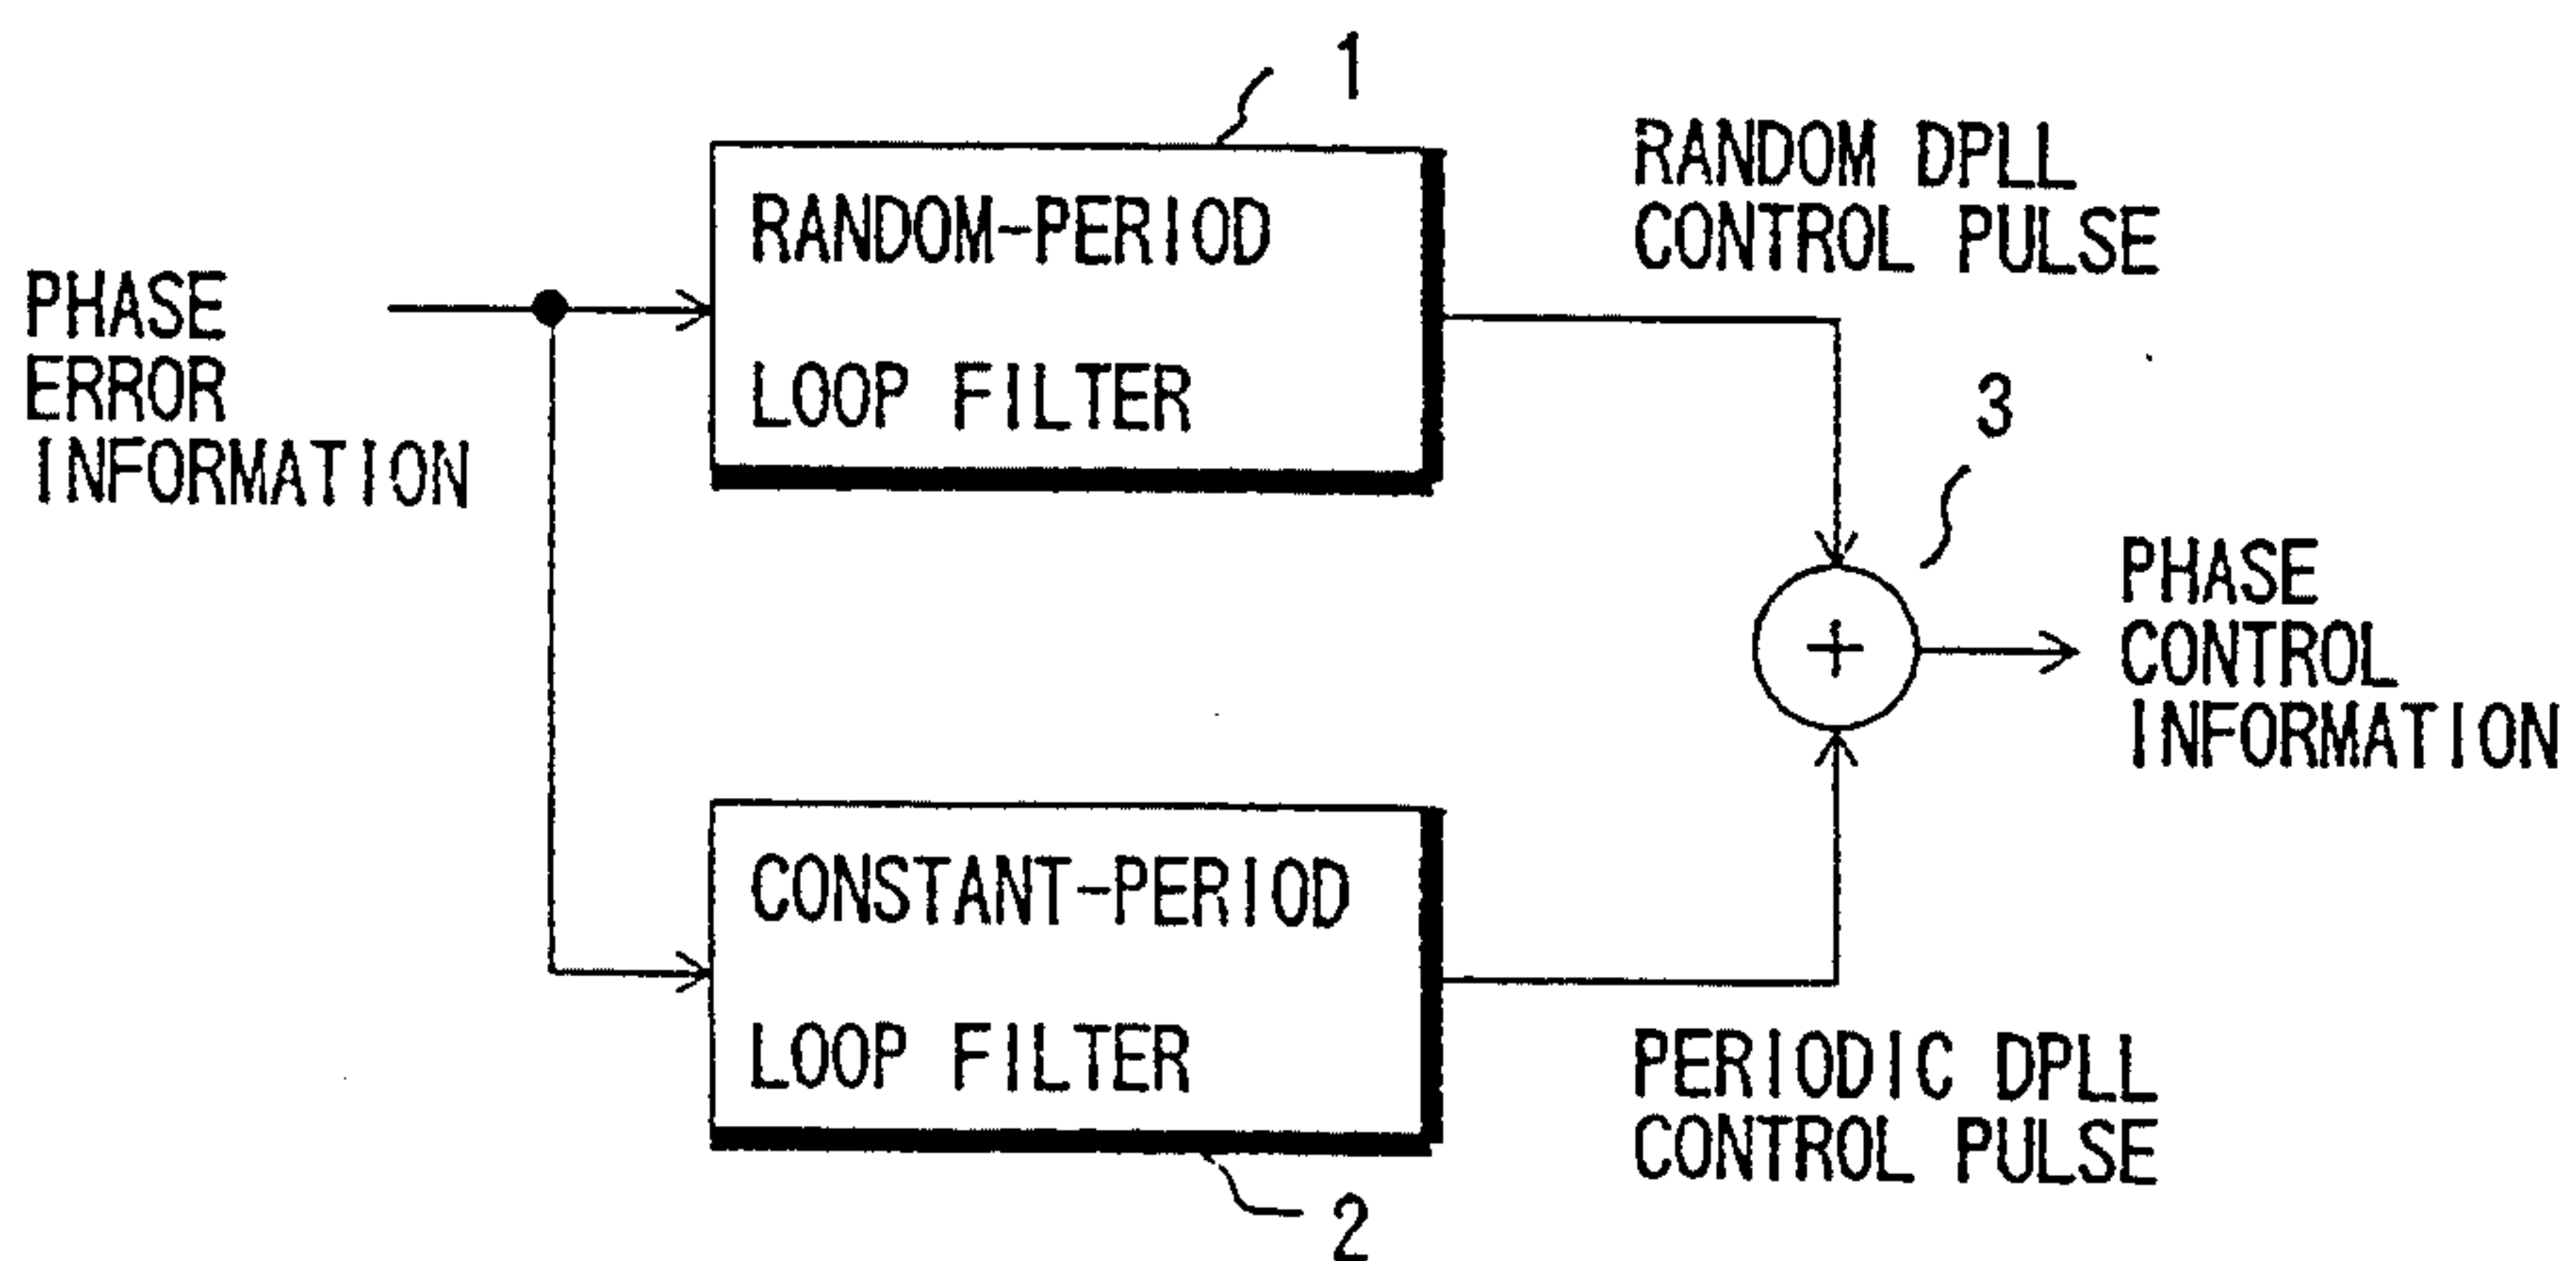 1
RANDOM DPLL
CONTROL PULSE
RANDOM-PERIOD
LOOP FILTER
PHASE
ERROR
INFORMATION
3
+
PHASE
CONTROL
INFORMATION
CONSTANT-PERIOD
LOOP FILTER
PERIODIC DPLL
CONTROL PULSE
2